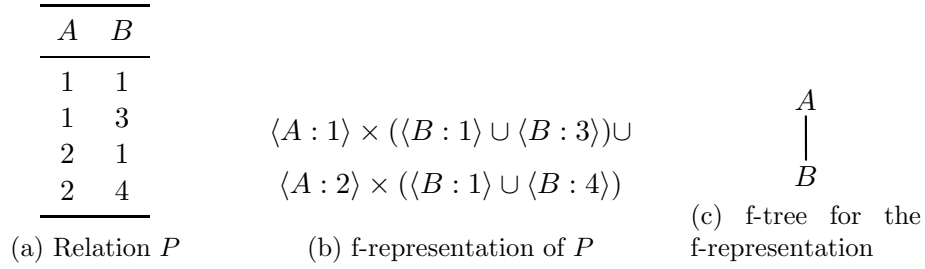 A B
1 1
1 3
2 1
2 4
(a) Relation P
⟨A : 1⟩ × (⟨B : 1⟩ ∪ ⟨B : 3⟩)∪
⟨A : 2⟩ × (⟨B : 1⟩ ∪ ⟨B : 4⟩)
(b) f-representation of P
A
B
(c) f-tree for the
f-representation